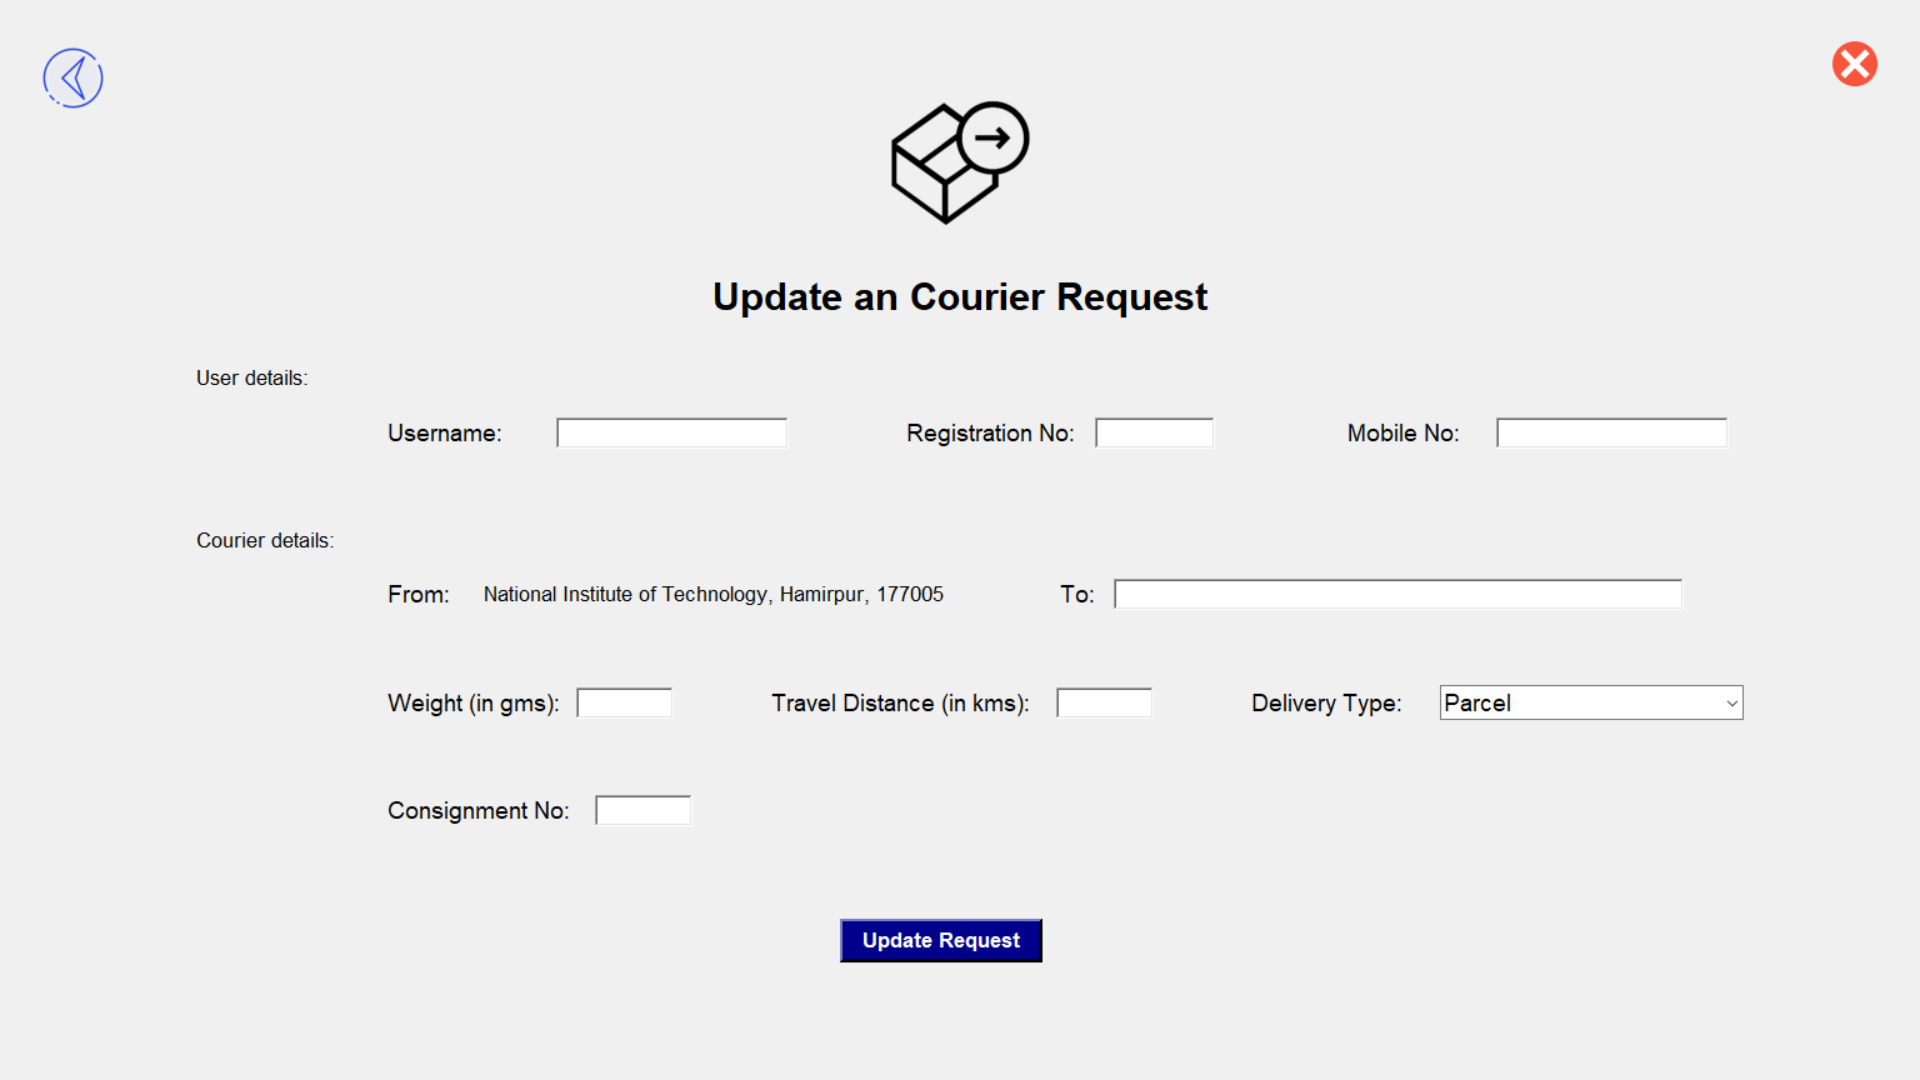 Update an Courier Request
User details:
Username: Registration No: Mobile No:
Courier details:
From: National Institute of Technology, Hamirpur, 177005 To:
Weight (in gms): Travel Distance (in kms): Delivery Type: Parcel
Consignment No:
Update Request